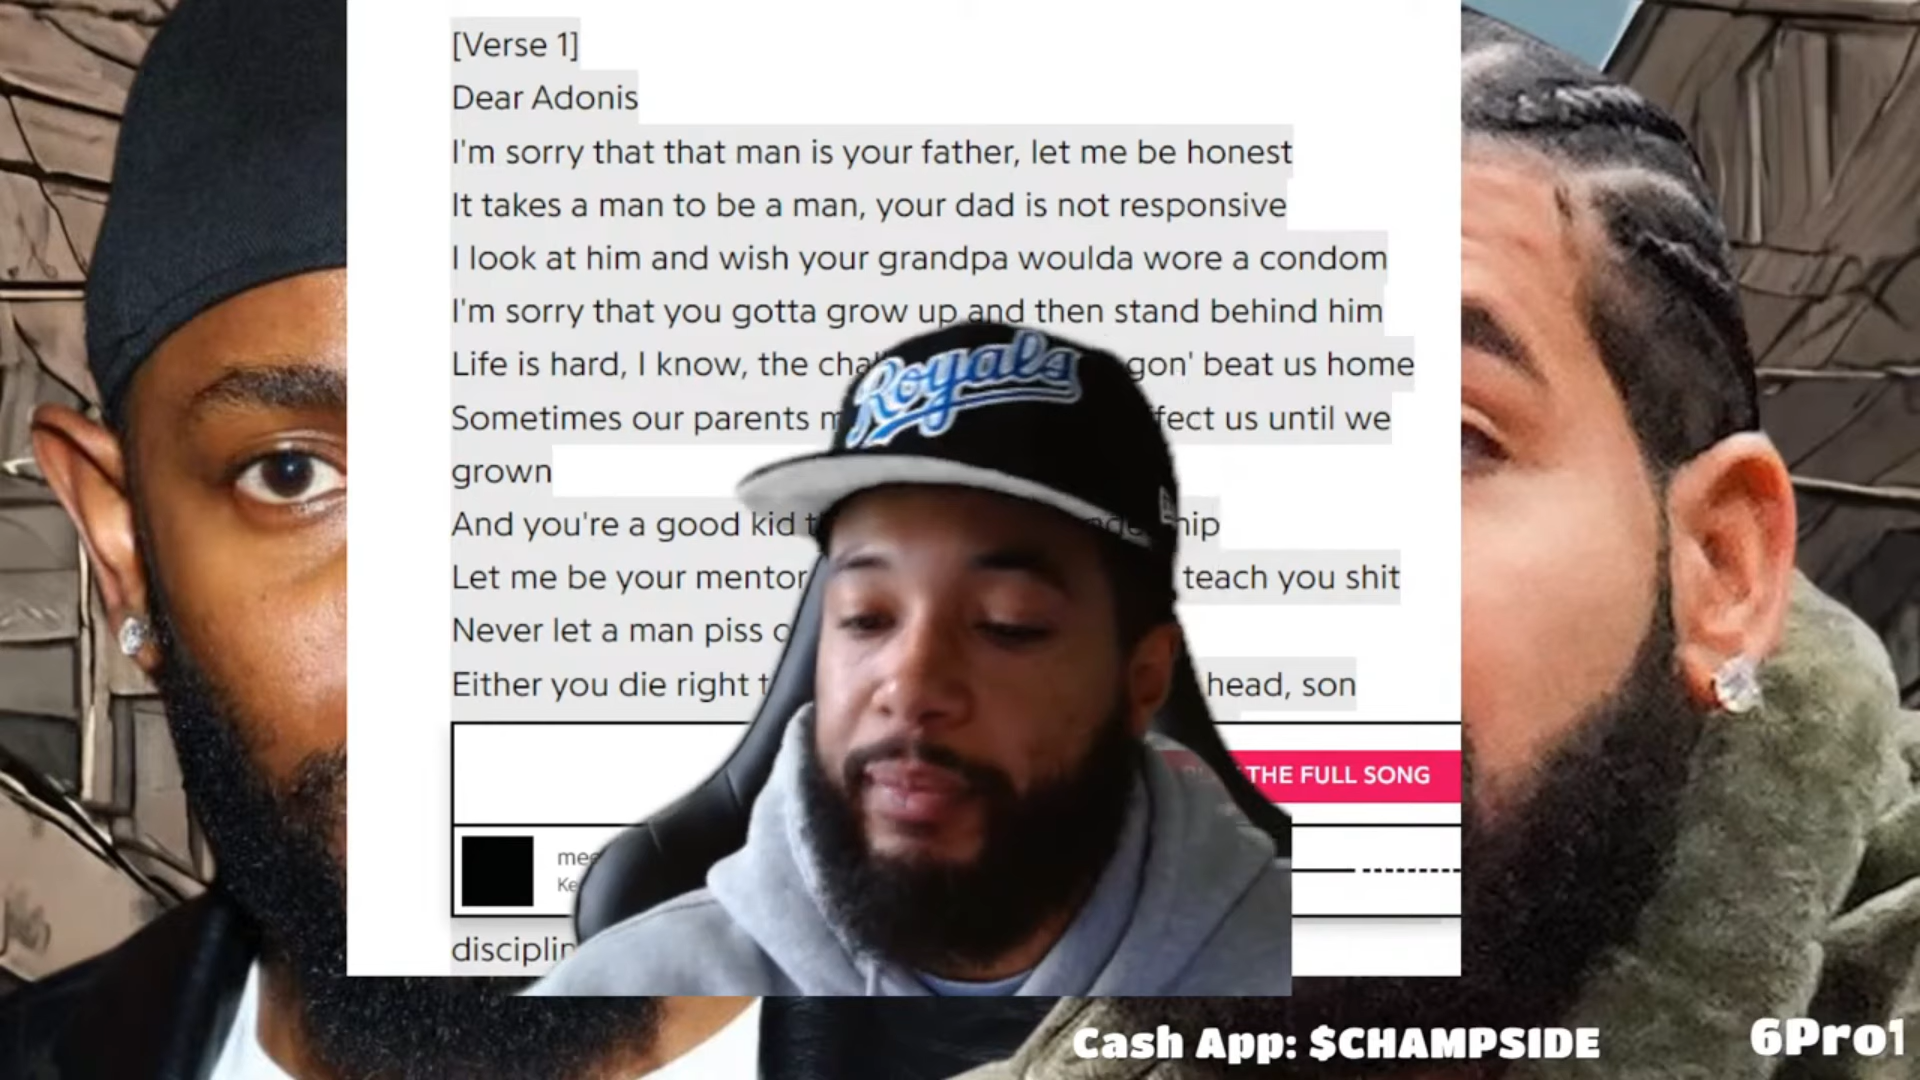 [Verse 1]
Dear Adonis
I'm sorry that that man is your father, let me be honest
It takes a man to be a man, your dad is not responsive
I look at him and wish your grandpa woulda wore a condom
I'm sorry that you gotta grow up and then stand behind him
Life is hard, I know, the gon' beat us home
Royals
Sometimes our parents until we
grown
And you're a good kid
Let me be your mentor teach you shit
Never let a man piss
Either you die right head, son
THE FULL SONG
Cash App: $CHAMPSIDE
6Pro1